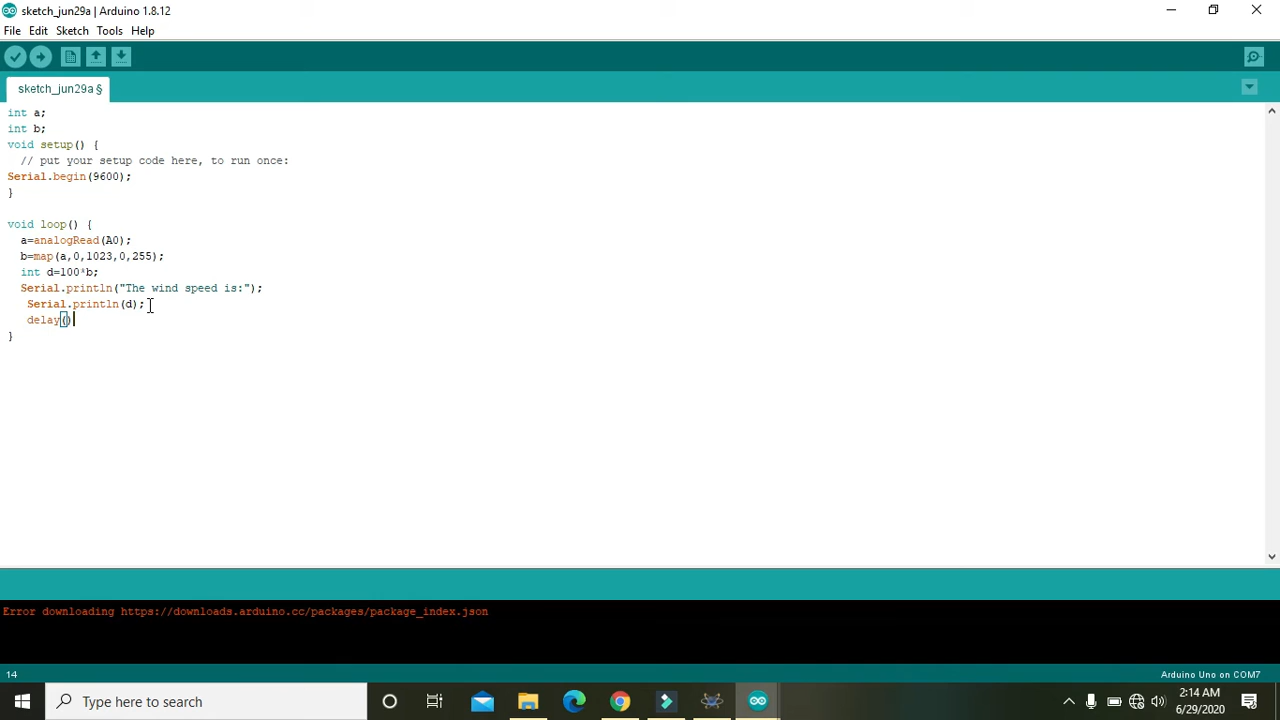 sketch_jun29a | Arduino 1.8.12
File Edit Sketch Tools Help
sketch_jun29a §
int a;
int b;
void setup() {
  // put your setup code here, to run once:
Serial.begin(9600);
}
void loop() {
  a=analogRead(A0);
  b=map(a,0,1023,0,255);
  int d=100*b;
  Serial.println("The wind speed is:");
   Serial.println(d);
   delay()
}
Error downloading https://downloads.arduino.cc/packages/package_index.json
14 Arduino Uno on COM7
Type here to search
2:14 AM
6/29/2020